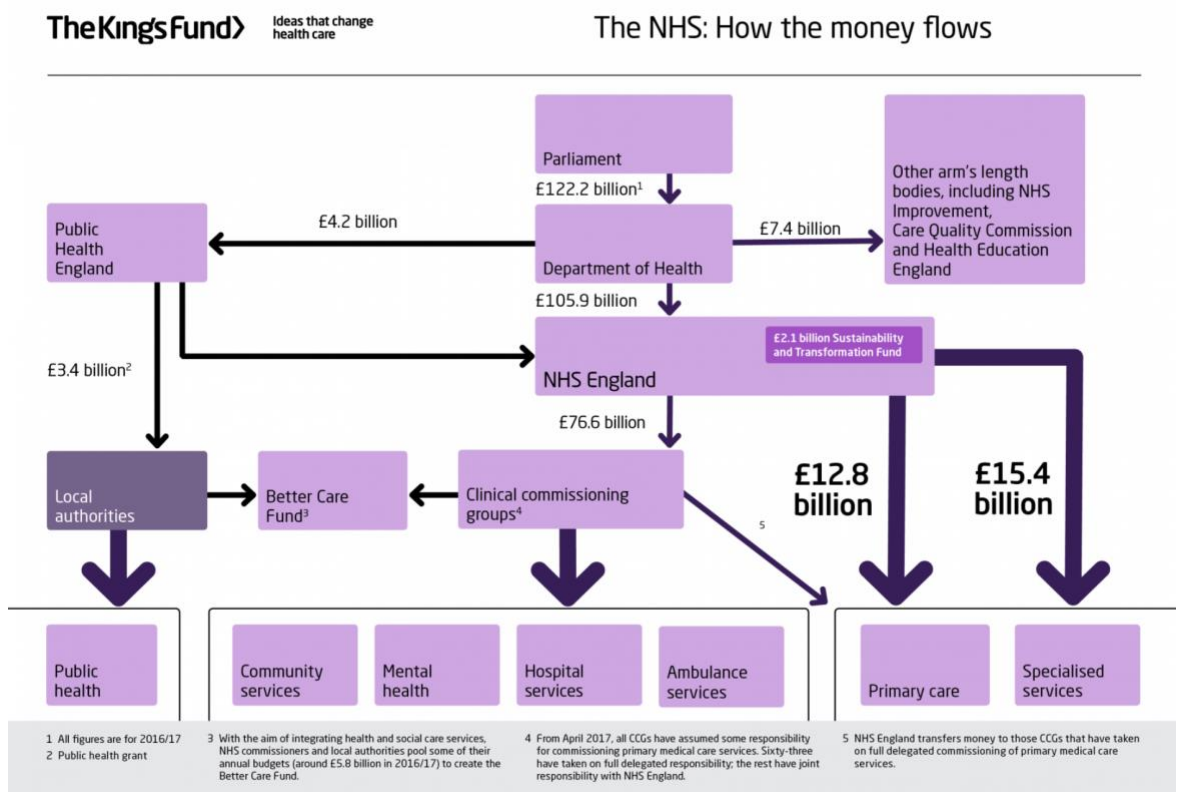 TheKingsFund>
Ideas that change
health care
The NHS: How the money flows
Parliament
£122.2 billion¹
Other arm's length
bodies, including NHS
Improvement,
Care Quality Commission
and Health Education
England
Public
Health
England
£4.2 billion
Department of Health
£7.4 billion
£105.9 billion
£2.1 billion Sustainability
and Transformation Fund
NHS England
£3.4 billion²
£76.6 billion
£12.8
billion
£15.4
billion
Local
authorities
Better Care
Fund³
Clinical commissioning
groups⁴
5
Public
health
Community
services
Mental
health
Hospital
services
Ambulance
services
Primary care
Specialised
services
1 All figures are for 2016/17
2 Public health grant
3 With the aim of integrating health and social care services,
NHS commissioners and local authorities pool some of their
annual budgets (around £5.8 billion in 2016/17) to create the
Better Care Fund.
4 From April 2017, all CCGs have assumed some responsibility
for commissioning primary medical care services. Sixty-three
have taken on full delegated responsibility; the rest have joint
responsibility with NHS England.
5 NHS England transfers money to those CCGs that have taken
on full delegated commissioning of primary medical care
services.